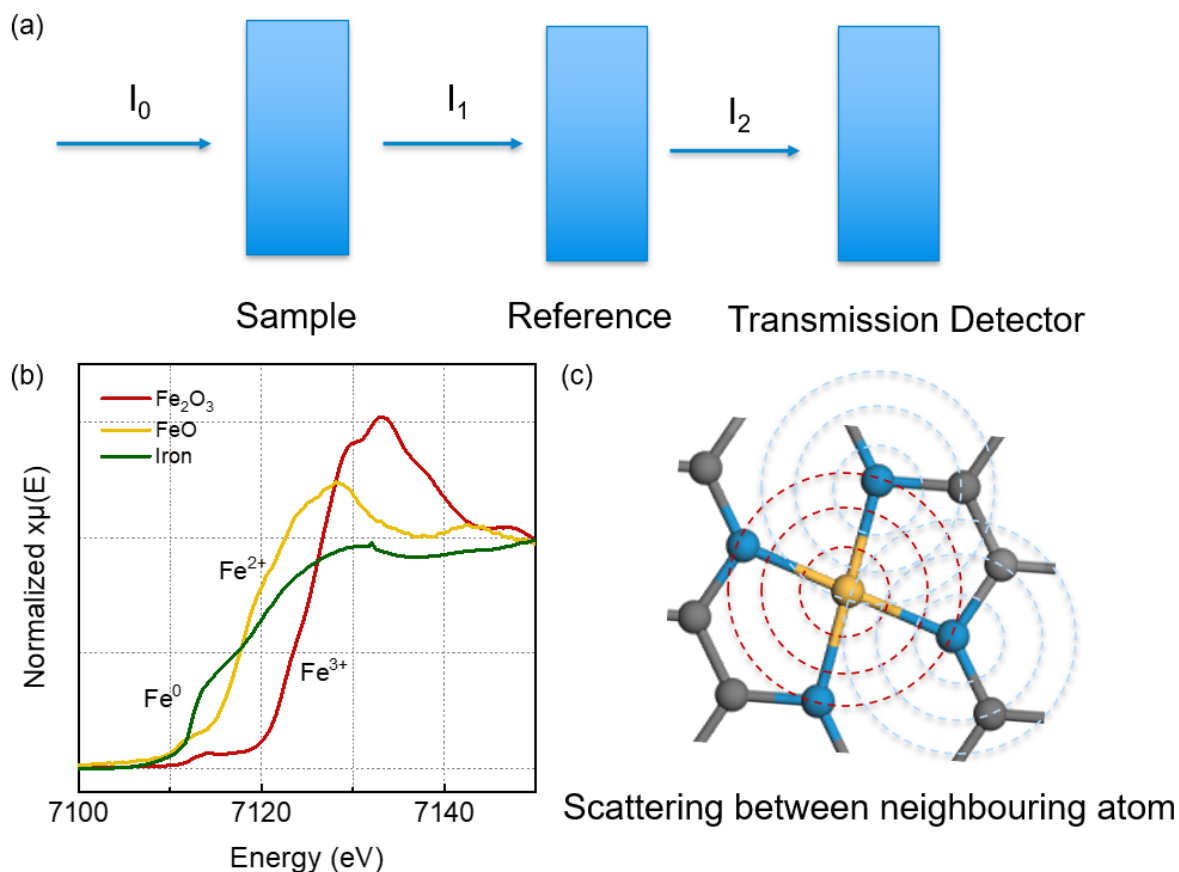 (a)
I₀
I₁
I₂
Sample
Reference
Transmission Detector
(b)
Normalized xμ(E)
Fe₂O₃
FeO
Iron
Fe²⁺
Fe⁰
Fe³⁺
7100
7120
7140
Energy (eV)
(c)
Scattering between neighbouring atom